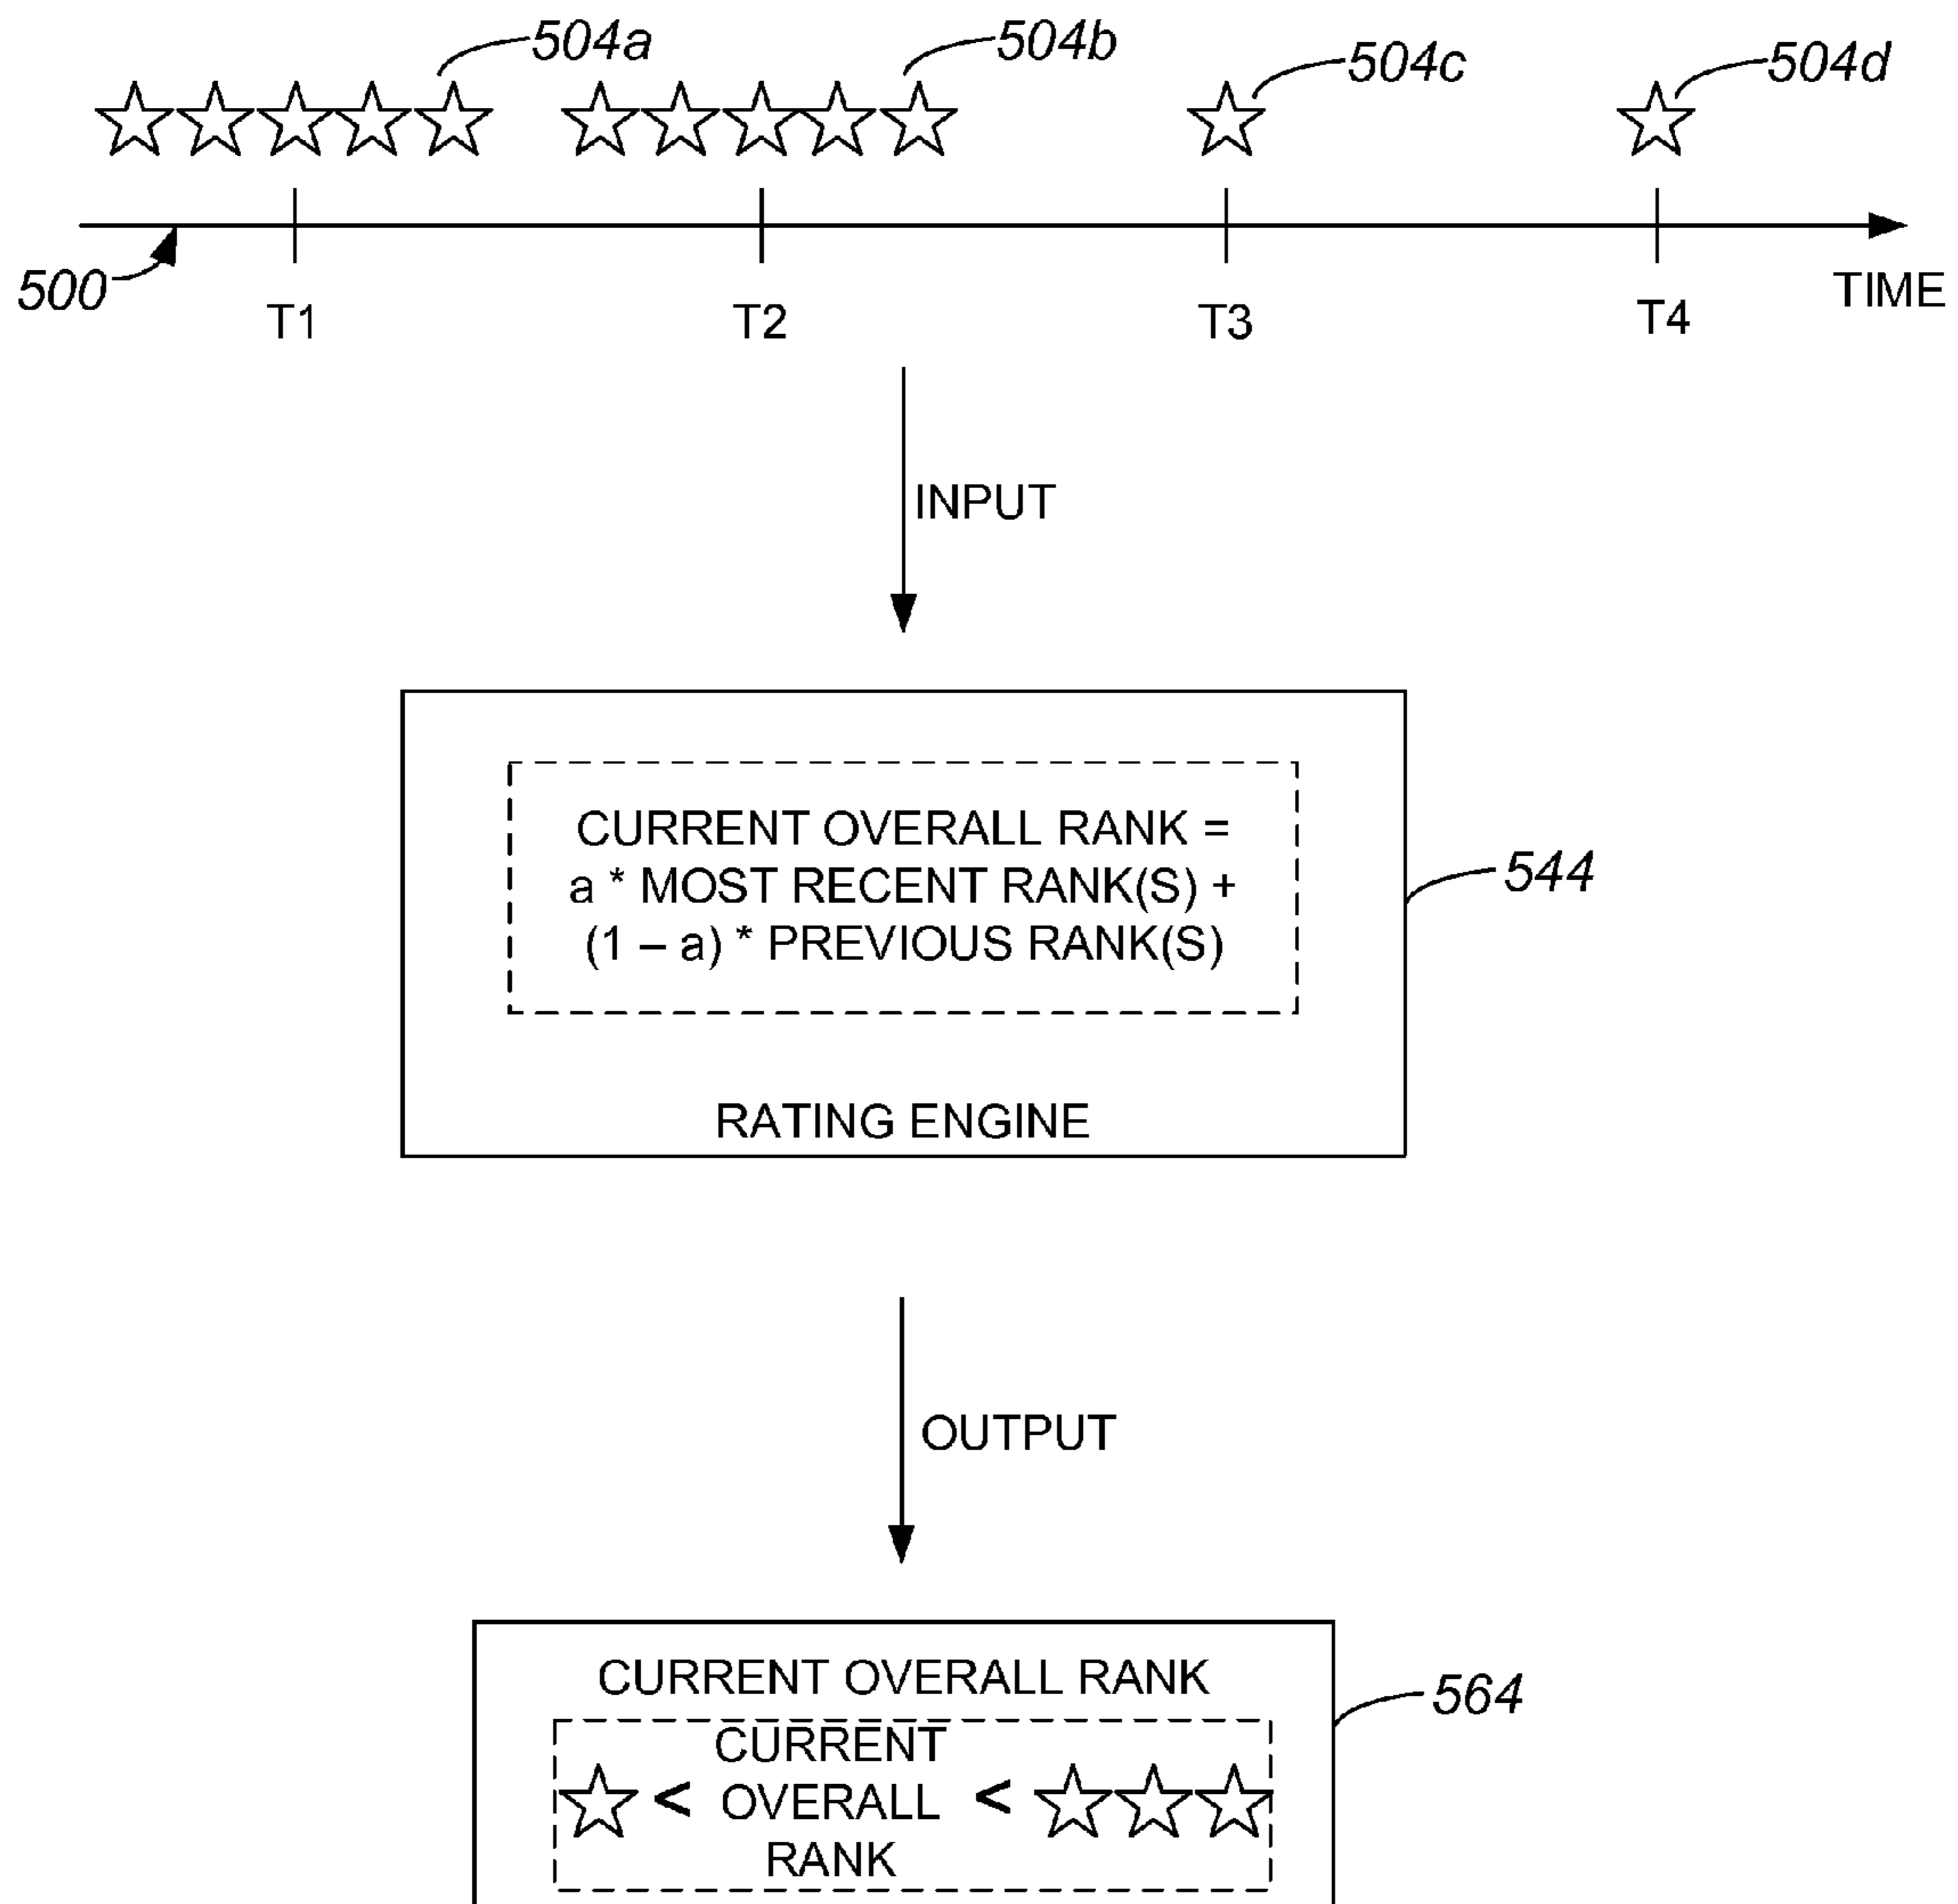 504a
504b
504c
504d
500
T1
T2
T3
T4
TIME
INPUT
CURRENT OVERALL RANK =
a * MOST RECENT RANK(S) +
(1 – a) * PREVIOUS RANK(S)
544
RATING ENGINE
OUTPUT
CURRENT OVERALL RANK
564
CURRENT
< OVERALL <
RANK